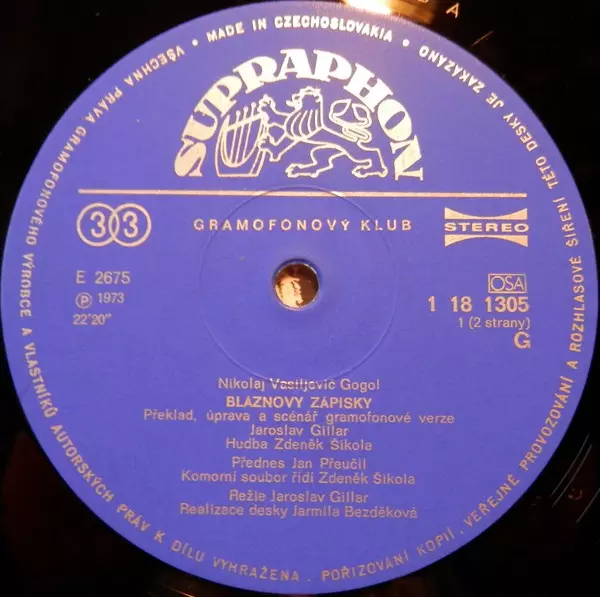 DA
• MADE IN CZECHOSLOVAKIA • VŠECHNA PRÁVA GRAMOFONOVÉHO VÝROBCE A VLASTNÍKŮ AUTORSKÝCH PRÁV K DÍLU VYHRAŽENA . POŘIZOVÁNÍ KOPIÍ . VEŘEJNÉ PROVOZOVÁNÍ A ROZHLASOVÉ ŠÍŘENÍ TÉTO DESKY JE ZAKÁZÁNO
SUPRAPHON
33
GRAMOFONOVÝ KLUB
STEREO
E 2675
℗ 1973
22'20"
OSA
1 18 1305
1 (2 strany)
G
Nikolaj Vasiljevič Gogol
BLÁZNOVY ZÁPISKY
Překlad, úprava a scénář gramofonové verze
Jaroslav Gillar
Hudba Zdeněk Šikola
Přednes Jan Přeučil
Komorní soubor řídí Zdeněk Šikola
Režie Jaroslav Gillar
Realizace desky Jarmila Bezděková